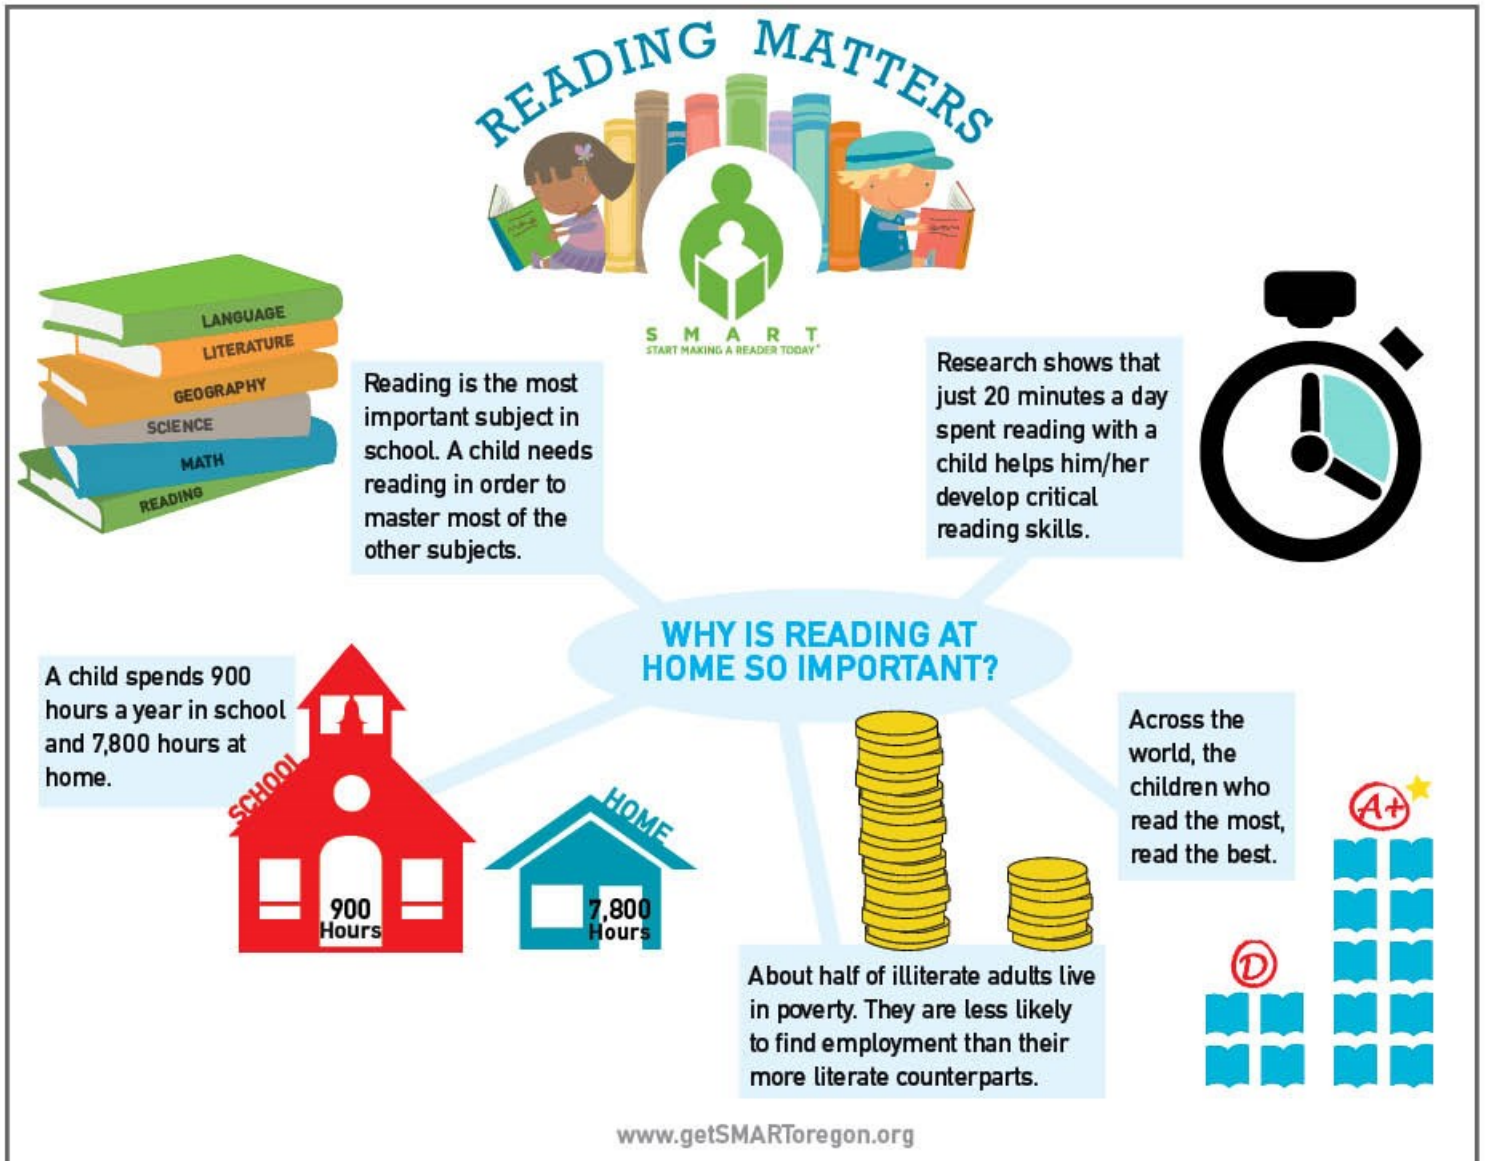 READING MATTERS
SMART
START MAKING A READER TODAY
LANGUAGE
LITERATURE
GEOGRAPHY
SCIENCE
MATH
READING
Reading is the most
important subject in
school. A child needs
reading in order to
master most of the
other subjects.
Research shows that
just 20 minutes a day
spent reading with a
child helps him/her
develop critical
reading skills.
WHY IS READING AT
HOME SO IMPORTANT?
A child spends 900
hours a year in school
and 7,800 hours at
home.
SCHOOL
900
Hours
HOME
7,800
Hours
About half of illiterate adults live
in poverty. They are less likely
to find employment than their
more literate counterparts.
Across the
world, the
children who
read the most,
read the best.
D
A+
www.getSMARToregon.org